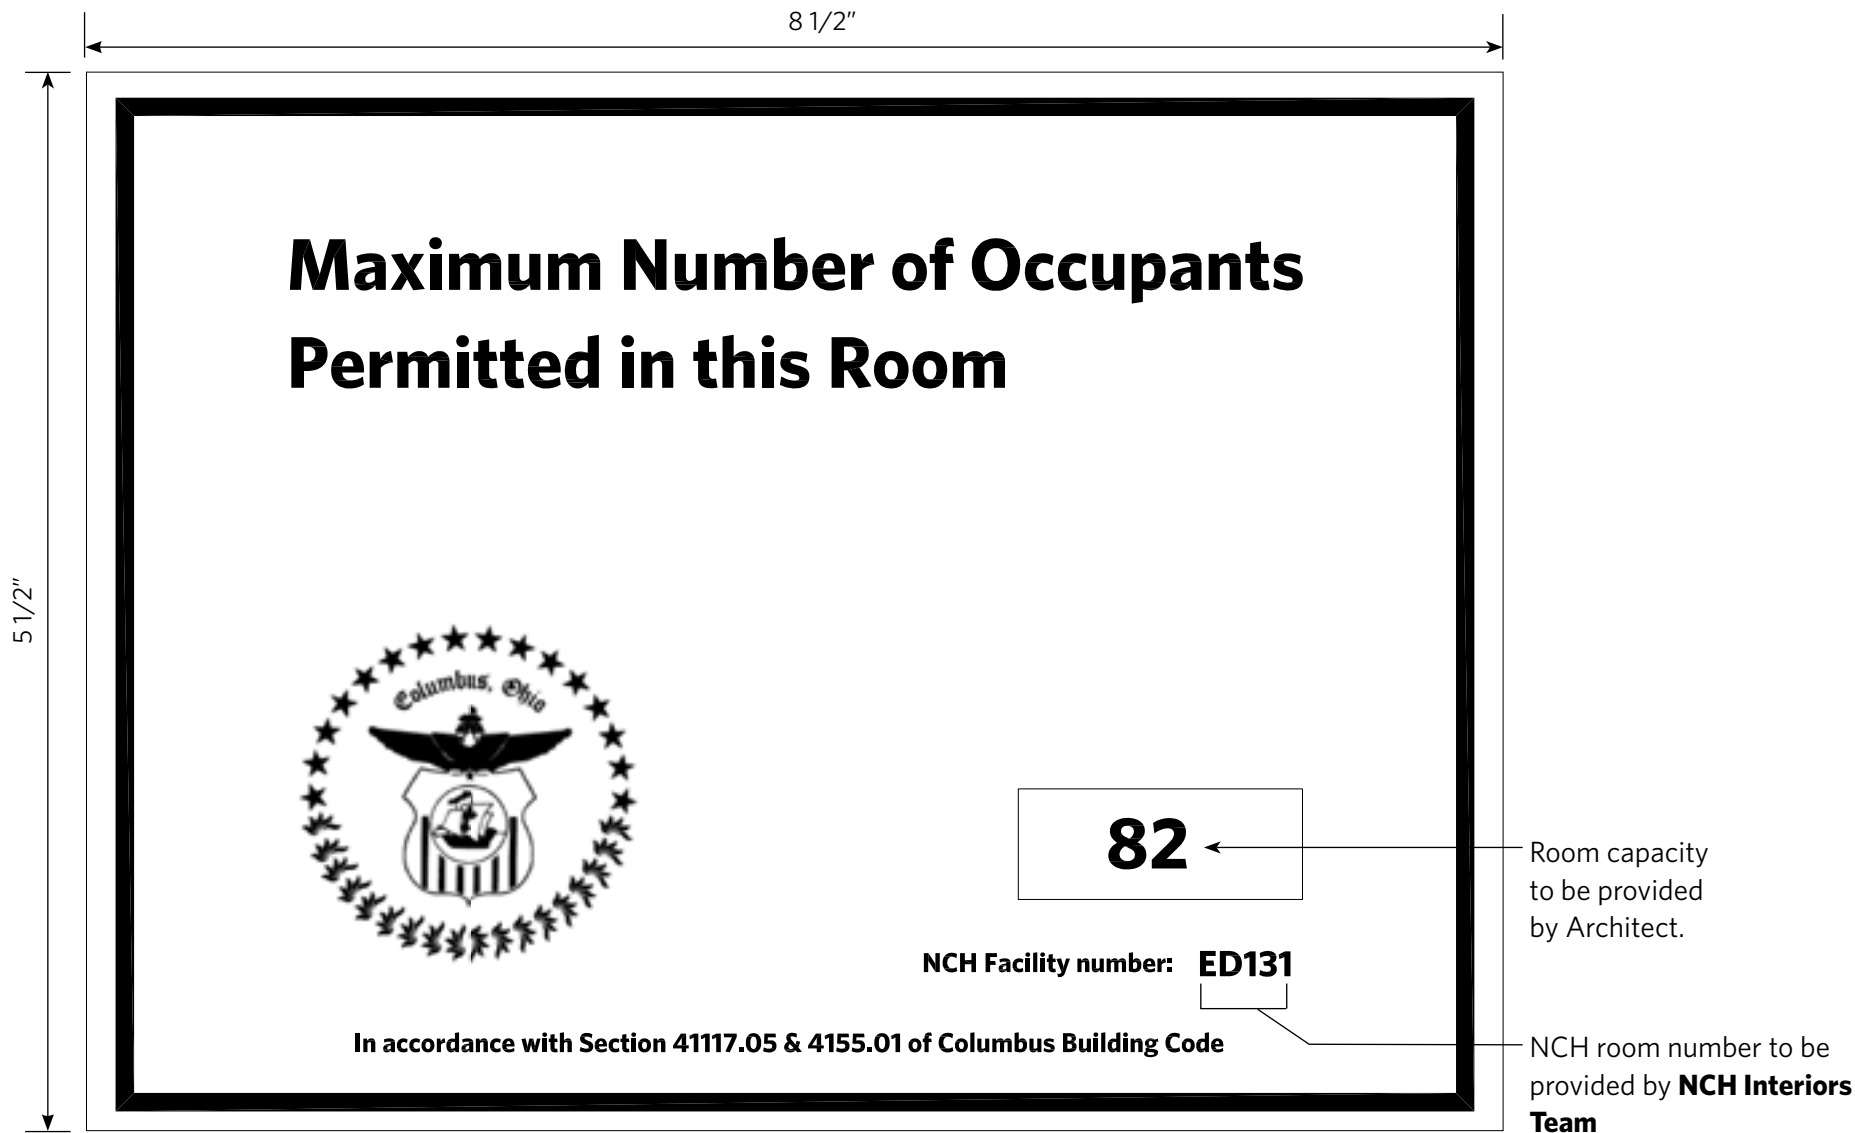 8 1/2"
5 1/2"
Maximum Number of Occupants
Permitted in this Room
Columbus, Ohio
82
Room capacity
to be provided
by Architect.
NCH Facility number: ED131
In accordance with Section 41117.05 & 4155.01 of Columbus Building Code
NCH room number to be
provided by NCH Interiors
Team